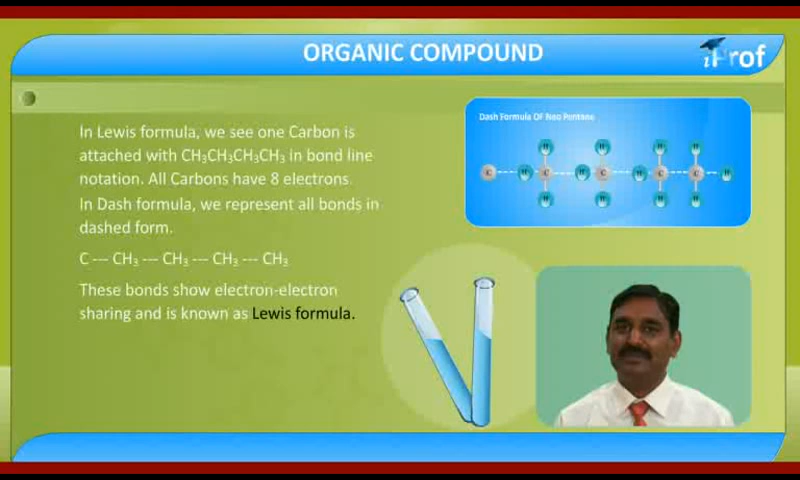 ORGANIC COMPOUND
iProf
In Lewis formula, we see one Carbon is
attached with CH₃CH₃CH₃CH₃ in bond line
notation. All Carbons have 8 electrons
In Dash formula, we represent all bonds in
dashed form.
C --- CH₃ --- CH₃ --- CH₃ --- CH₃
These bonds show electron-electron
sharing and is known as Lewis formula.
Dash Formula OF Neo Pentane
H H H H
C H C H C H C C H
H H H H